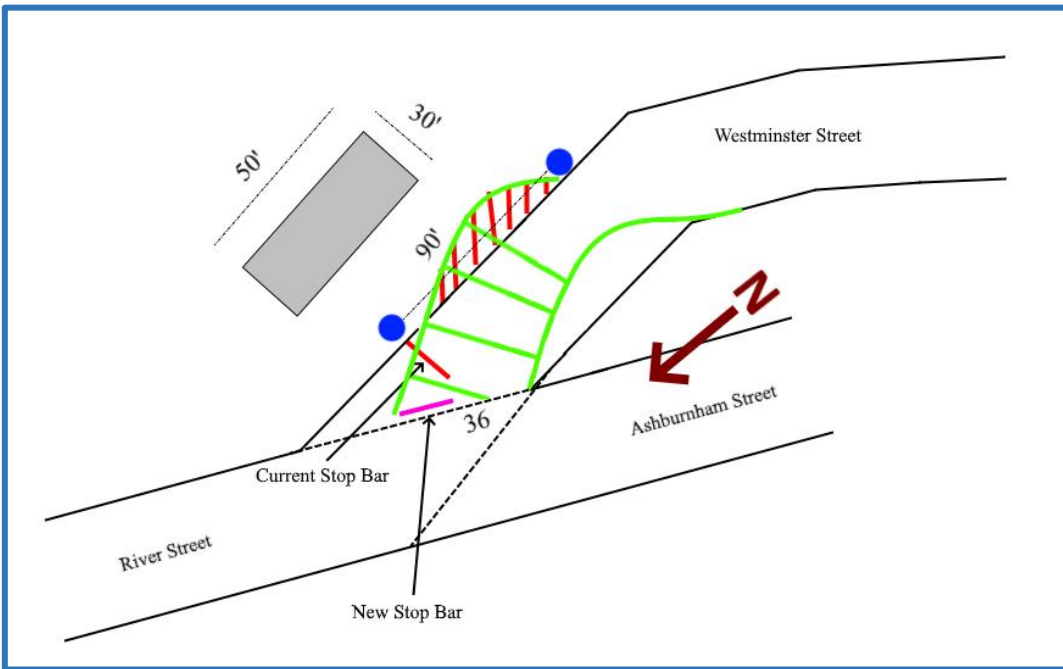 30'
50'
Westminster Street
90'
N
Ashburnham Street
36
Current Stop Bar
River Street
New Stop Bar